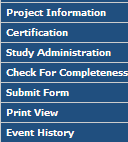 Project Information
Certification
Study Administration
Check For Completeness
Submit Form
Print View
Event History